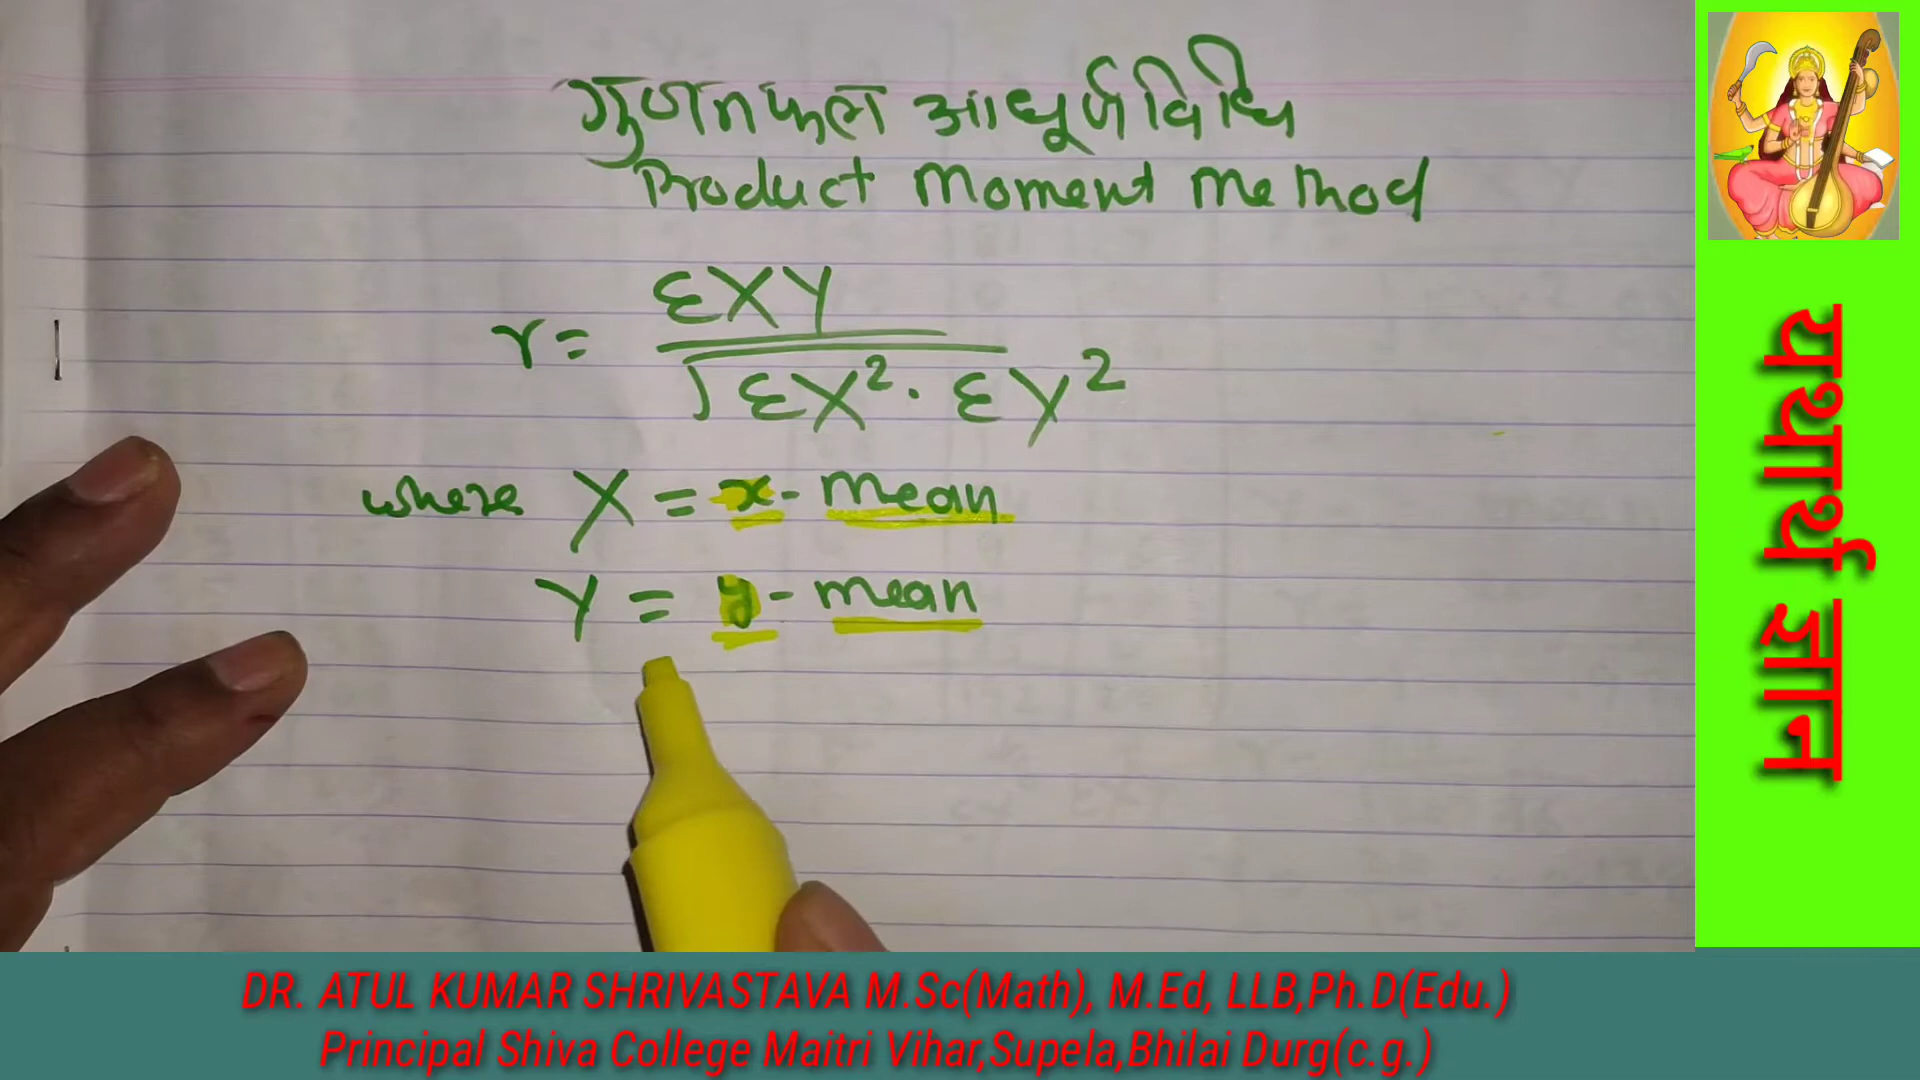 गुणनफल आघूर्ण विधि
Product Moment Method
r = ΣXY
√ΣX² · ΣY²
where X = x - mean
Y = y - mean
यथार्थ ज्ञान
DR. ATUL KUMAR SHRIVASTAVA M.Sc(Math), M.Ed, LLB,Ph.D(Edu.)
Principal Shiva College Maitri Vihar,Supela,Bhilai Durg(c.g.)